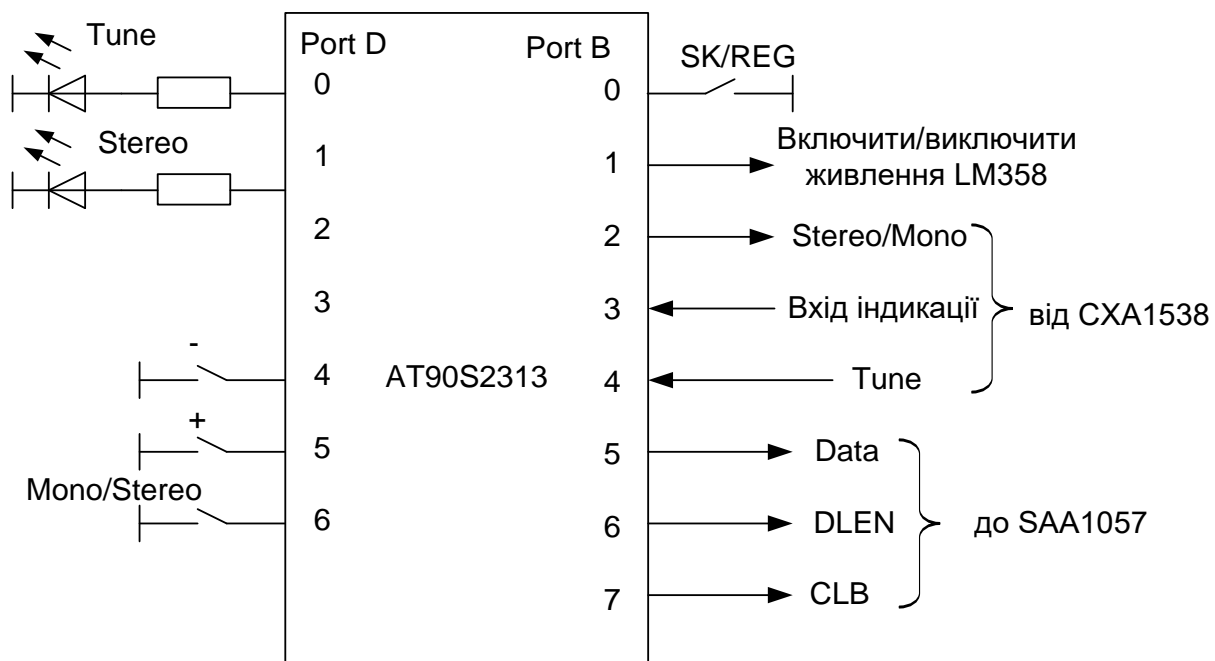 Tune
Port D
Port B
SK/REG
0
0
Stereo
1
1
Включити/виключити
живлення LM358
2
2
Stereo/Mono
3
3
Вхід індикації
від CXA1538
-
4
AT90S2313
4
Tune
+
5
5
Data
Mono/Stereo
6
6
DLEN
до SAA1057
7
CLB